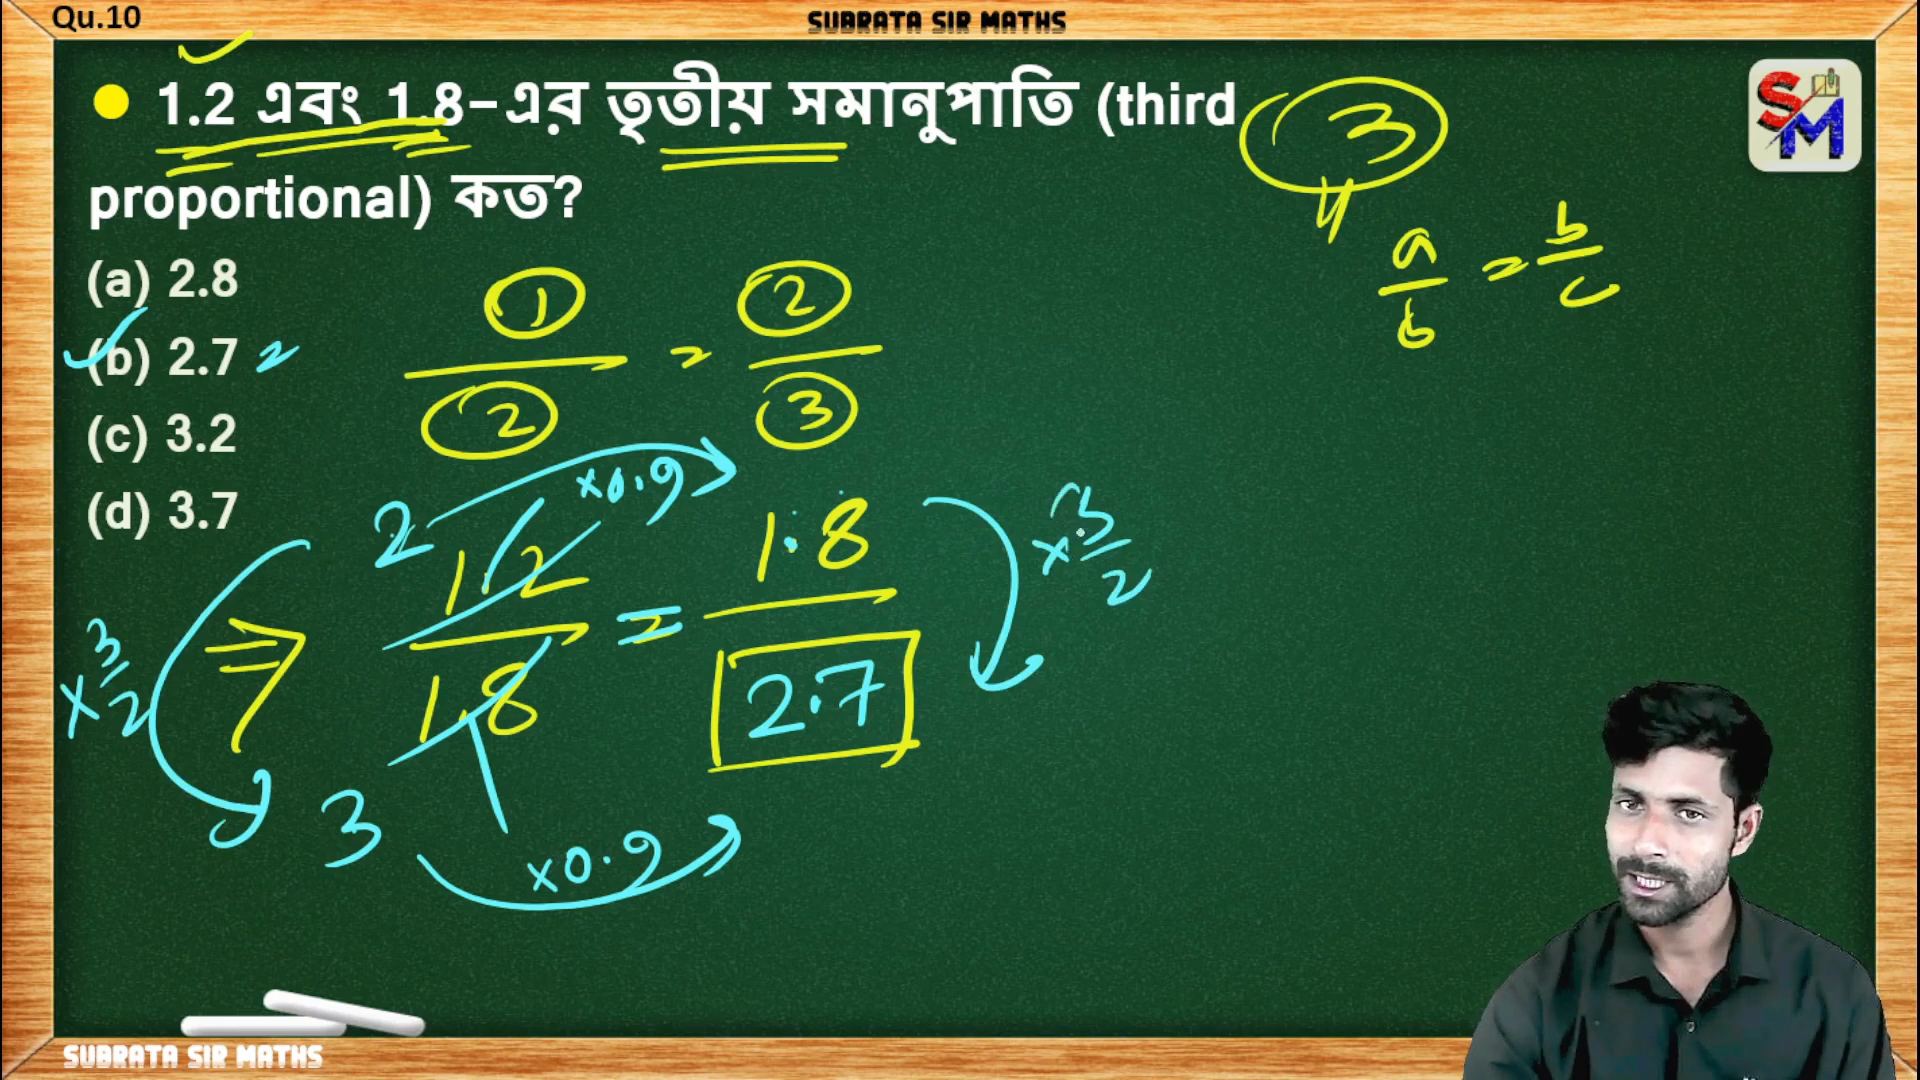 Qu.10
SUBRATA SIR MATHS
SM
1.2 এবং 1.8-এর তৃতীয় সমানুপাতি (third
proportional) কত?
(a) 2.8
(b) 2.7 =
(c) 3.2
(d) 3.7
3
a/b = b/c
1/2 = 2/3
2 ×0.9
⇒ 1.2/1.8 = 1.8/2.7
×3/2
×3/2
3 ×0.9
SUBRATA SIR MATHS